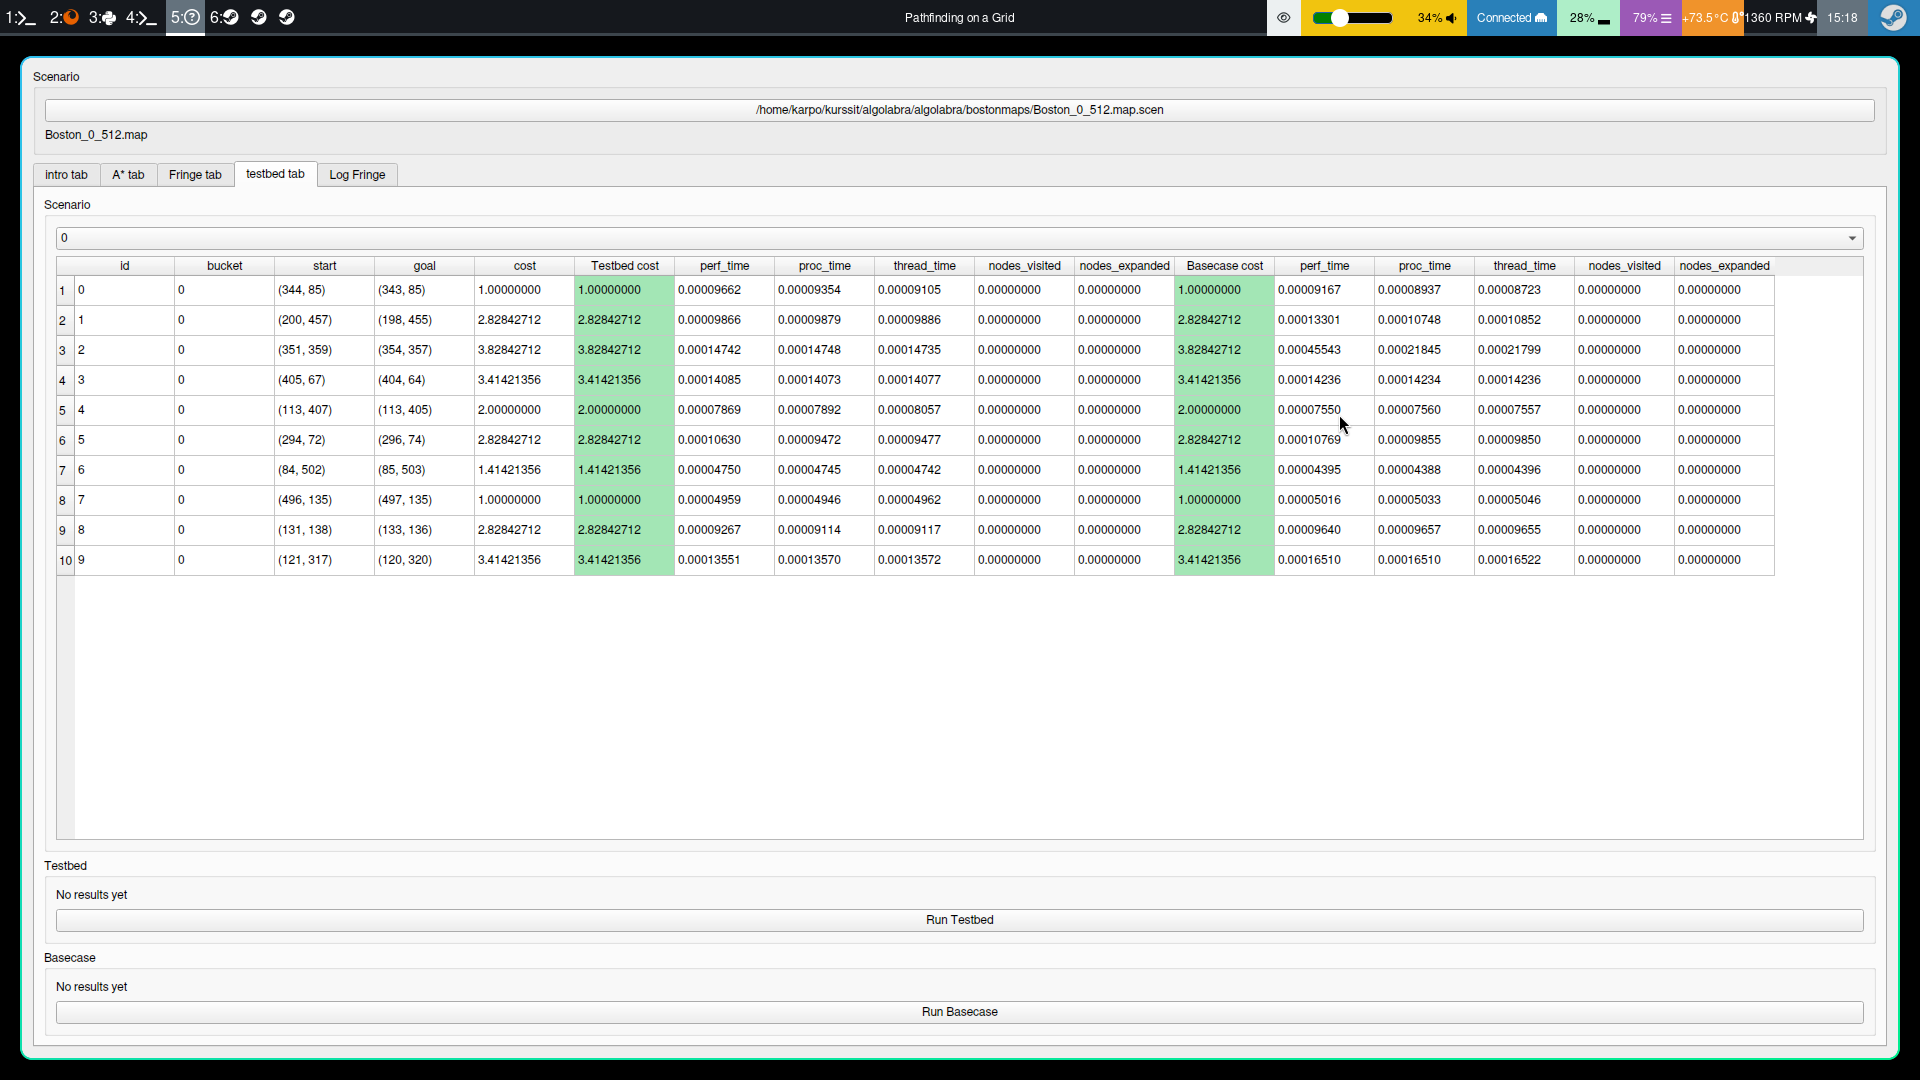 1: 2: 3: 4: 5: 6: Pathfinding on a Grid 34% Connected 28% 79% +73.5°C 1360 RPM 15:18
Scenario
/home/karpo/kurssit/algolabra/algolabra/bostonmaps/Boston_0_512.map.scen
Boston_0_512.map
intro tab A* tab Fringe tab testbed tab Log Fringe
Scenario
0
id bucket start goal cost Testbed cost perf_time proc_time thread_time nodes_visited nodes_expanded Basecase cost perf_time proc_time thread_time nodes_visited nodes_expanded
1 0 0 (344, 85) (343, 85) 1.00000000 1.00000000 0.00009662 0.00009354 0.00009105 0.00000000 0.00000000 1.00000000 0.00009167 0.00008937 0.00008723 0.00000000 0.00000000
2 1 0 (200, 457) (198, 455) 2.82842712 2.82842712 0.00009866 0.00009879 0.00009886 0.00000000 0.00000000 2.82842712 0.00013301 0.00010748 0.00010852 0.00000000 0.00000000
3 2 0 (351, 359) (354, 357) 3.82842712 3.82842712 0.00014742 0.00014748 0.00014735 0.00000000 0.00000000 3.82842712 0.00045543 0.00021845 0.00021799 0.00000000 0.00000000
4 3 0 (405, 67) (404, 64) 3.41421356 3.41421356 0.00014085 0.00014073 0.00014077 0.00000000 0.00000000 3.41421356 0.00014236 0.00014234 0.00014236 0.00000000 0.00000000
5 4 0 (113, 407) (113, 405) 2.00000000 2.00000000 0.00007869 0.00007892 0.00008057 0.00000000 0.00000000 2.00000000 0.00007550 0.00007560 0.00007557 0.00000000 0.00000000
6 5 0 (294, 72) (296, 74) 2.82842712 2.82842712 0.00010630 0.00009472 0.00009477 0.00000000 0.00000000 2.82842712 0.00010769 0.00009855 0.00009850 0.00000000 0.00000000
7 6 0 (84, 502) (85, 503) 1.41421356 1.41421356 0.00004750 0.00004745 0.00004742 0.00000000 0.00000000 1.41421356 0.00004395 0.00004388 0.00004396 0.00000000 0.00000000
8 7 0 (496, 135) (497, 135) 1.00000000 1.00000000 0.00004959 0.00004946 0.00004962 0.00000000 0.00000000 1.00000000 0.00005016 0.00005033 0.00005046 0.00000000 0.00000000
9 8 0 (131, 138) (133, 136) 2.82842712 2.82842712 0.00009267 0.00009114 0.00009117 0.00000000 0.00000000 2.82842712 0.00009640 0.00009657 0.00009655 0.00000000 0.00000000
10 9 0 (121, 317) (120, 320) 3.41421356 3.41421356 0.00013551 0.00013570 0.00013572 0.00000000 0.00000000 3.41421356 0.00016510 0.00016510 0.00016522 0.00000000 0.00000000
Testbed
No results yet
Run Testbed
Basecase
No results yet
Run Basecase